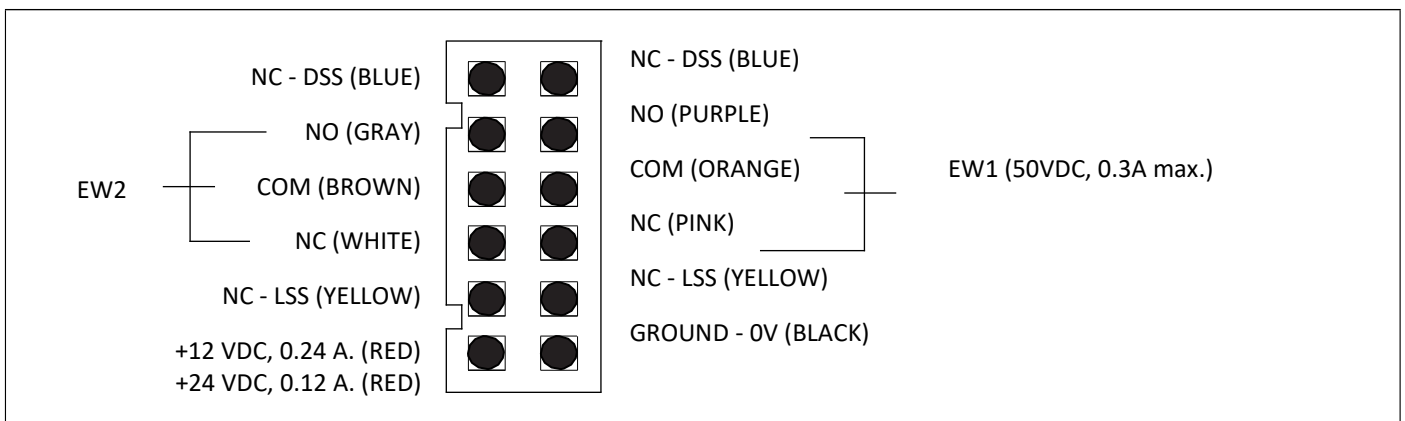 NC - DSS (BLUE)
NO (GRAY)
EW2
COM (BROWN)
NC (WHITE)
NC - LSS (YELLOW)
+12 VDC, 0.24 A. (RED)
+24 VDC, 0.12 A. (RED)
NC - DSS (BLUE)
NO (PURPLE)
COM (ORANGE)
EW1 (50VDC, 0.3A max.)
NC (PINK)
NC - LSS (YELLOW)
GROUND - 0V (BLACK)